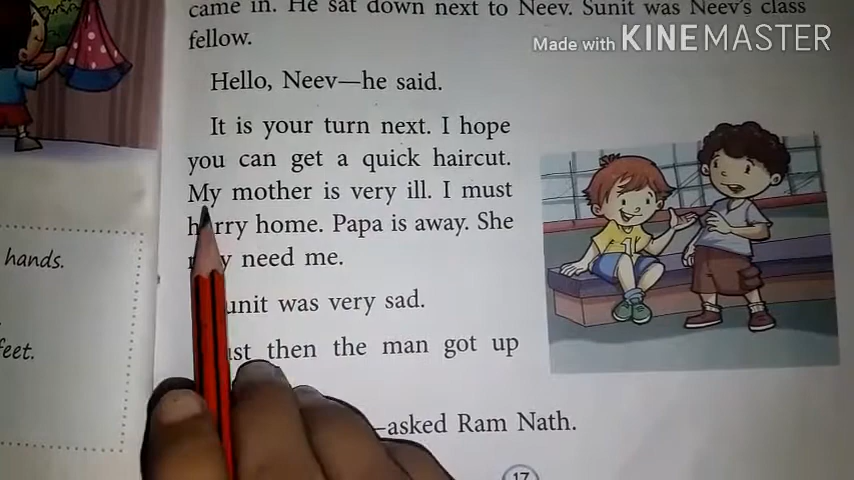 came in. He sat down next to Neev. Sunit was Neev's class
fellow.
Made with KINEMASTER
Hello, Neev—he said.
It is your turn next. I hope
you can get a quick haircut.
My mother is very ill. I must
hurry home. Papa is away. She
need me.
Sunit was very sad.
then the man got up
—asked Ram Nath.
17
hands.
feet.
1